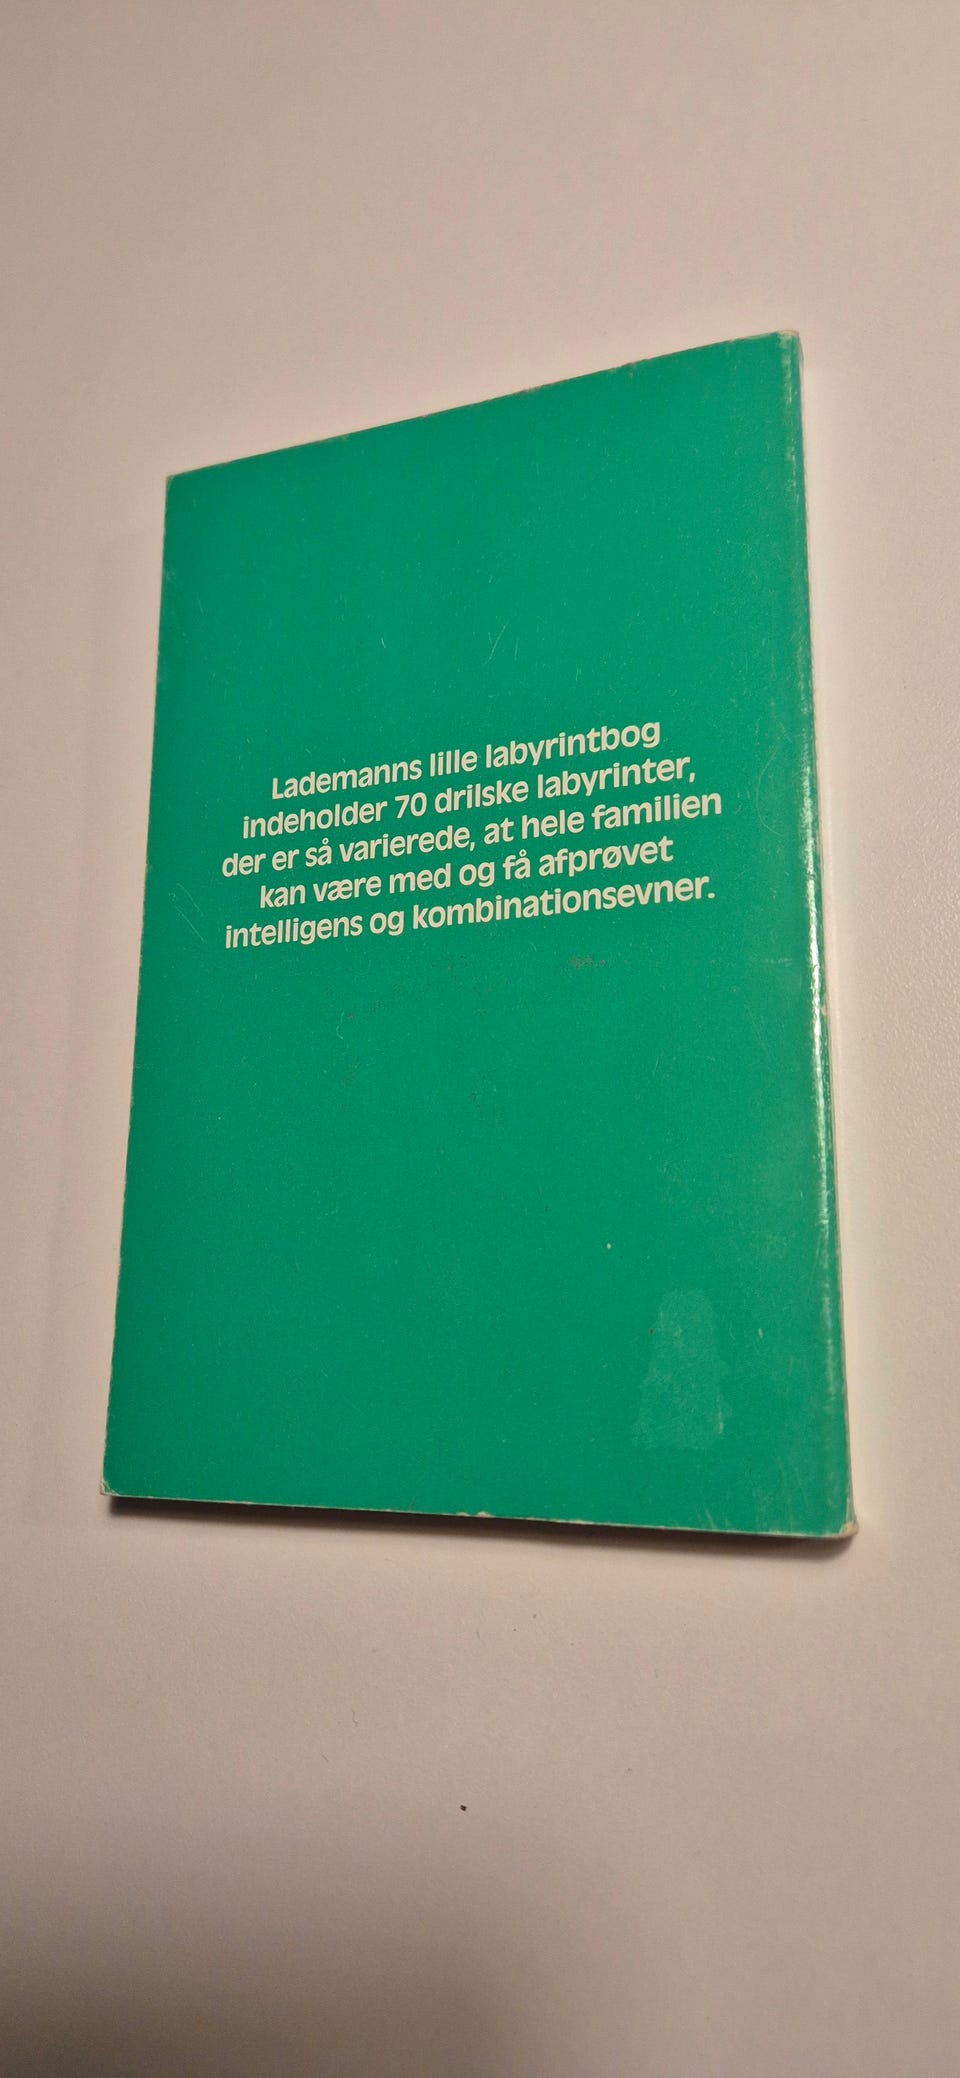 Lademanns lille labyrintbog
indeholder 70 drilske labyrinter,
der er så varierede, at hele familien
kan være med og få afprøvet
intelligens og kombinationsevner.